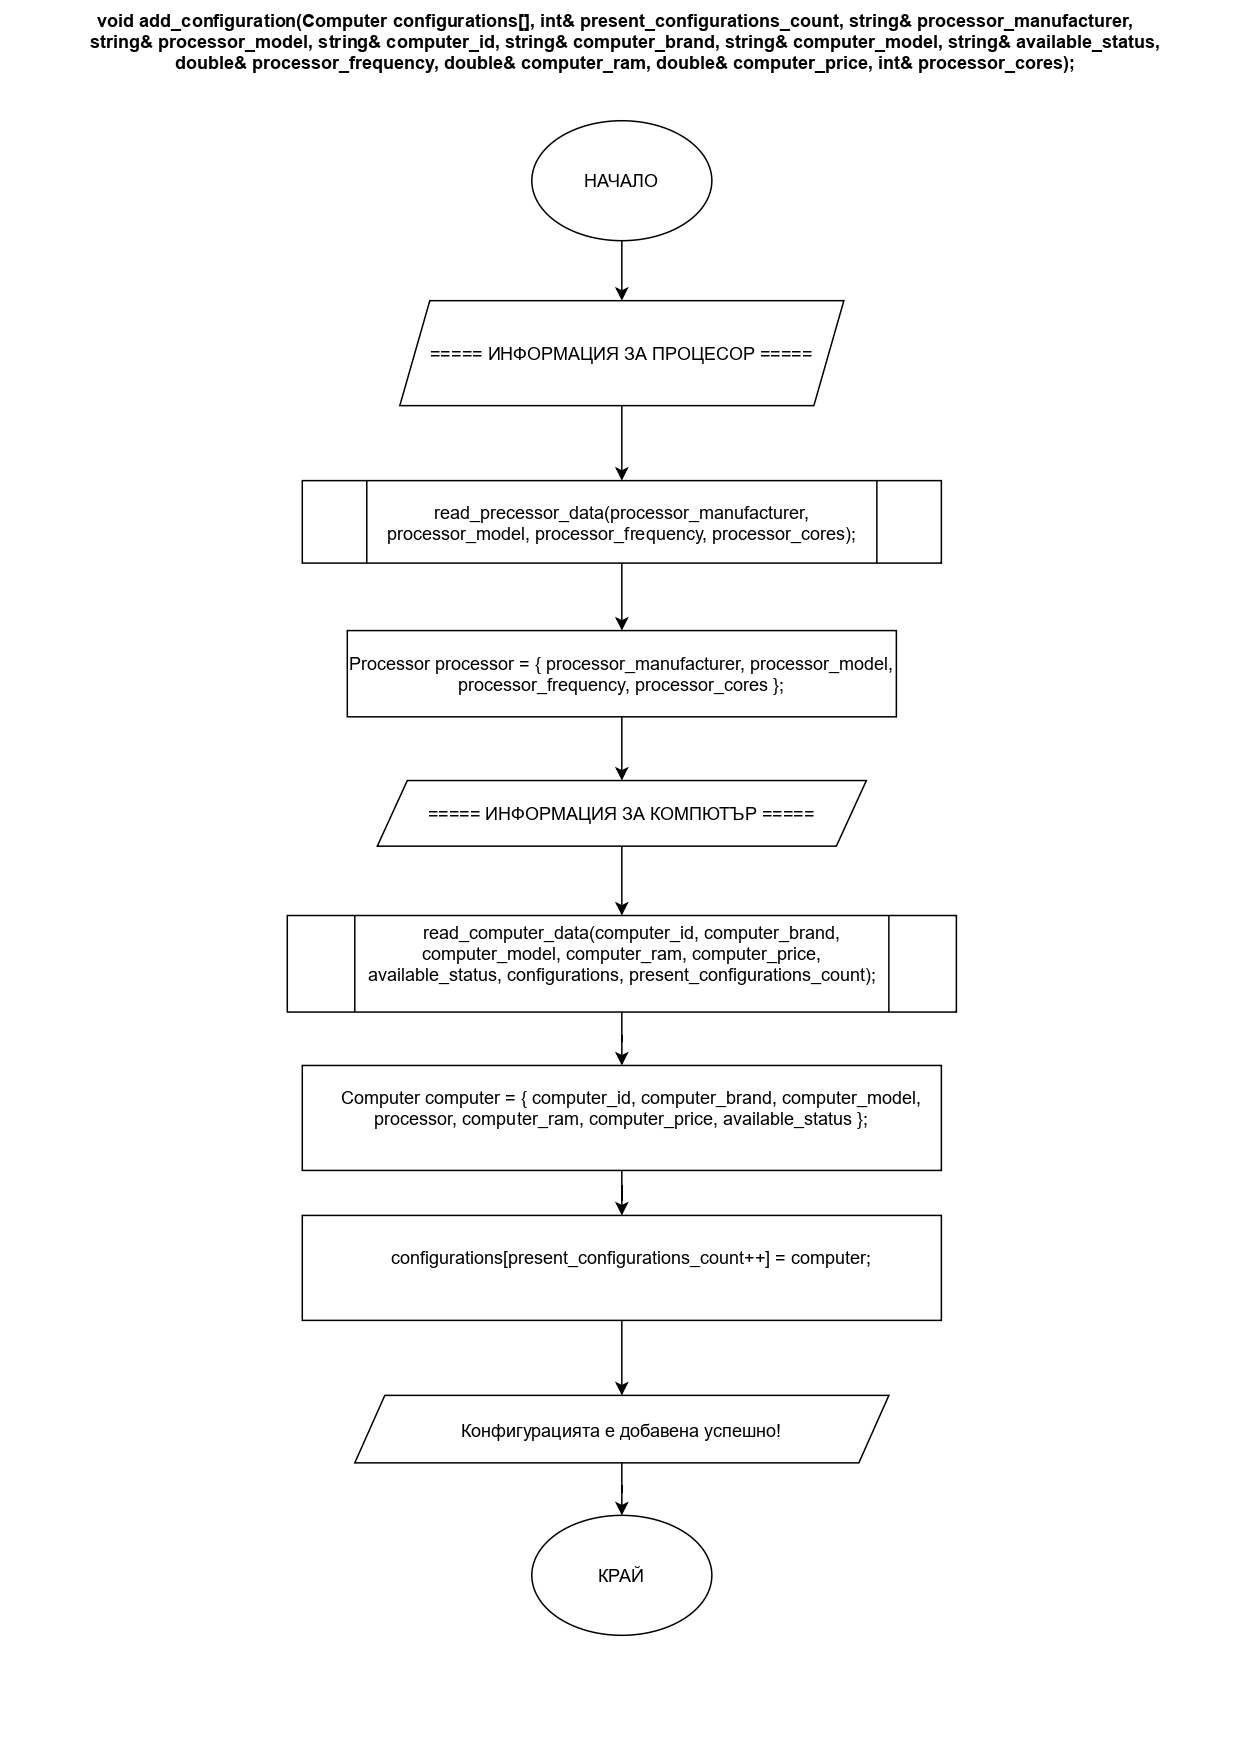 void add_configuration(Computer configurations[], int& present_configurations_count, string& processor_manufacturer,
string& processor_model, string& computer_id, string& computer_brand, string& computer_model, string& available_status,
double& processor_frequency, double& computer_ram, double& computer_price, int& processor_cores);
НАЧАЛО
===== ИНФОРМАЦИЯ ЗА ПРОЦЕСОР =====
read_precessor_data(processor_manufacturer,
processor_model, processor_frequency, processor_cores);
Processor processor = { processor_manufacturer, processor_model,
processor_frequency, processor_cores };
===== ИНФОРМАЦИЯ ЗА КОМПЮТЪР =====
read_computer_data(computer_id, computer_brand,
computer_model, computer_ram, computer_price,
available_status, configurations, present_configurations_count);
Computer computer = { computer_id, computer_brand, computer_model,
processor, computer_ram, computer_price, available_status };
configurations[present_configurations_count++] = computer;
Конфигурацията е добавена успешно!
КРАЙ